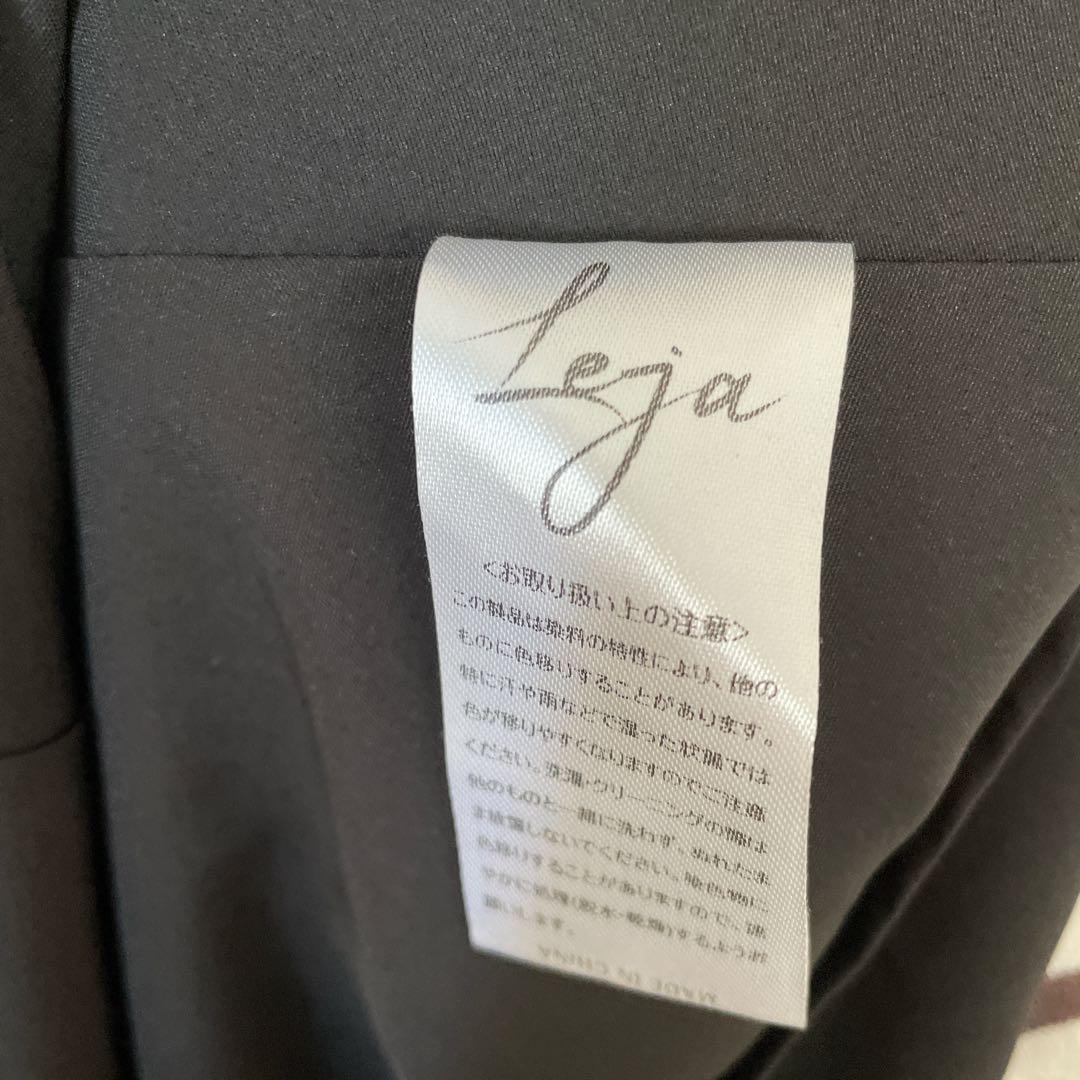 Leja
<お取り扱い上の注意>
この製品は染料の特性により、他の
ものに色移りすることがあります。
特に汗や雨などで湿った状態では
色が移りやすくなりますのでご注意
ください。洗濯・クリーニングの際は
他のものと一緒に洗わず、ぬれたま
ま放置しないでください。淡色物に
色移りすることがありますので、速
やかに処理(脱水・乾燥)するようお
願いします。
MADE IN CHINA